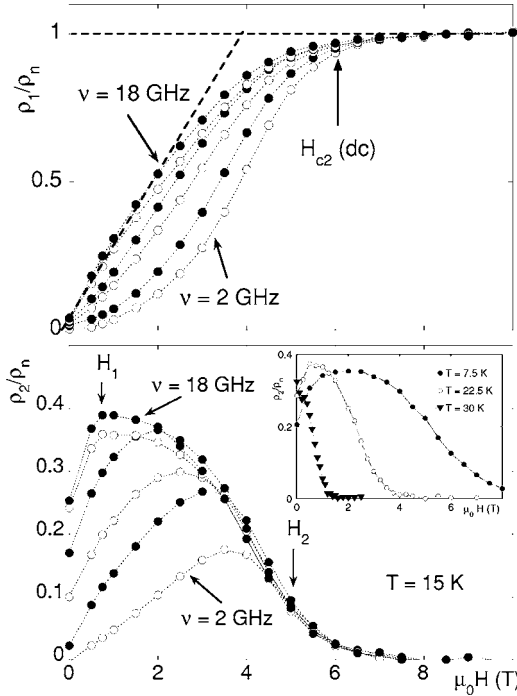 1
ρ₁/ρₙ
ν = 18 GHz
H_c2 (dc)
0.5
ν = 2 GHz
0
ρ₂/ρₙ
H₁
ν = 18 GHz
0.4
0.3
0.2
0.1
0
H₂
T = 15 K
ν = 2 GHz
0.4
ρ₂/ρₙ
0.2
0
T = 7.5 K
T = 22.5 K
T = 30 K
0 2 4 6 μ₀ H (T)
0 2 4 6 8 μ₀H (T)